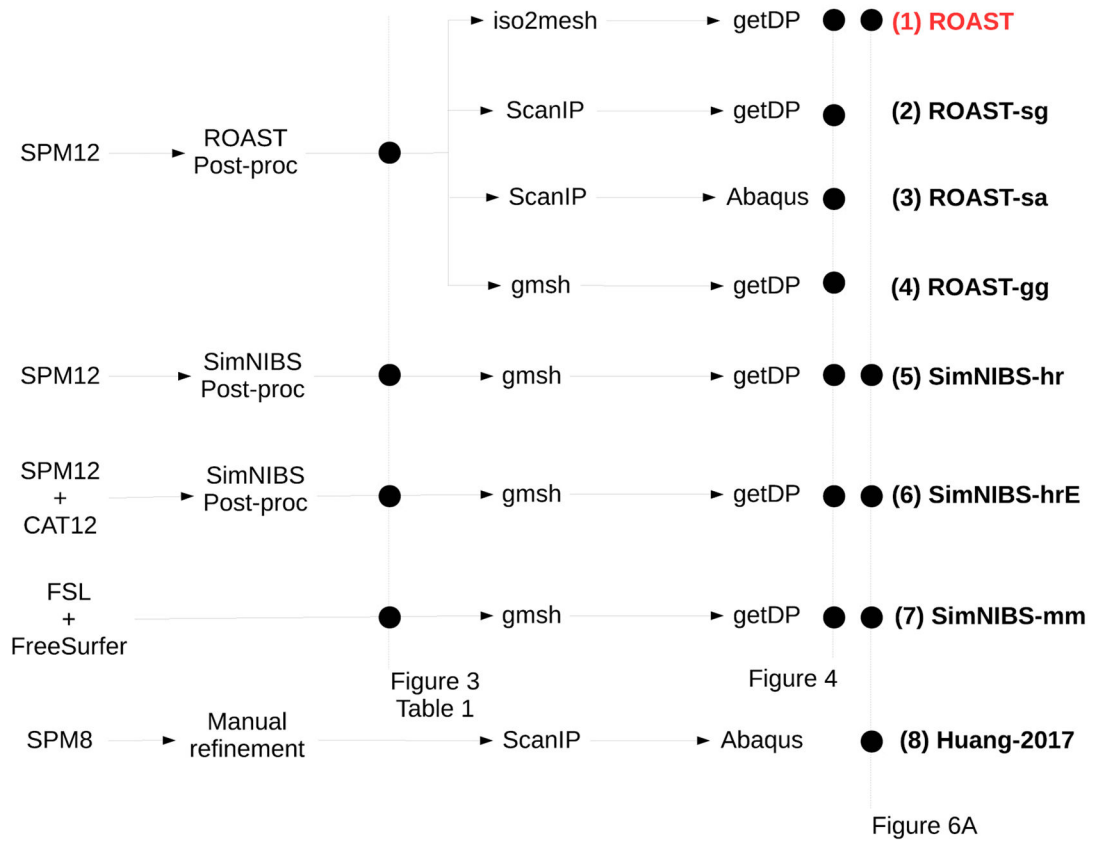 iso2mesh getDP (1) ROAST
ScanIP getDP (2) ROAST-sg
SPM12 ROAST
Post-proc
ScanIP Abaqus (3) ROAST-sa
gmsh getDP (4) ROAST-gg
SPM12 SimNIBS
Post-proc
gmsh getDP (5) SimNIBS-hr
SPM12
+
CAT12
SimNIBS
Post-proc
gmsh getDP (6) SimNIBS-hrE
FSL
+
FreeSurfer
gmsh getDP (7) SimNIBS-mm
Figure 3
Table 1
Figure 4
SPM8 Manual
refinement
ScanIP Abaqus (8) Huang-2017
Figure 6A